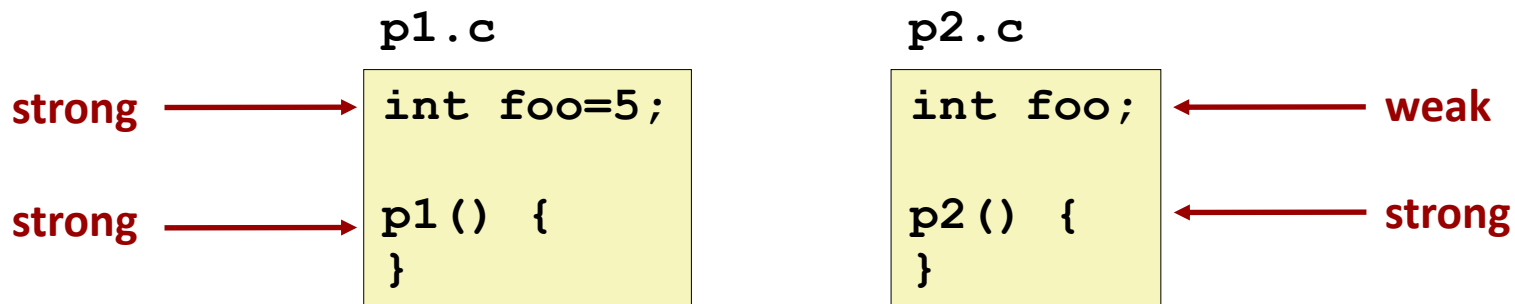 p1.c p2.c
strong int foo=5; int foo; weak
strong p1() { p2() { strong
} }